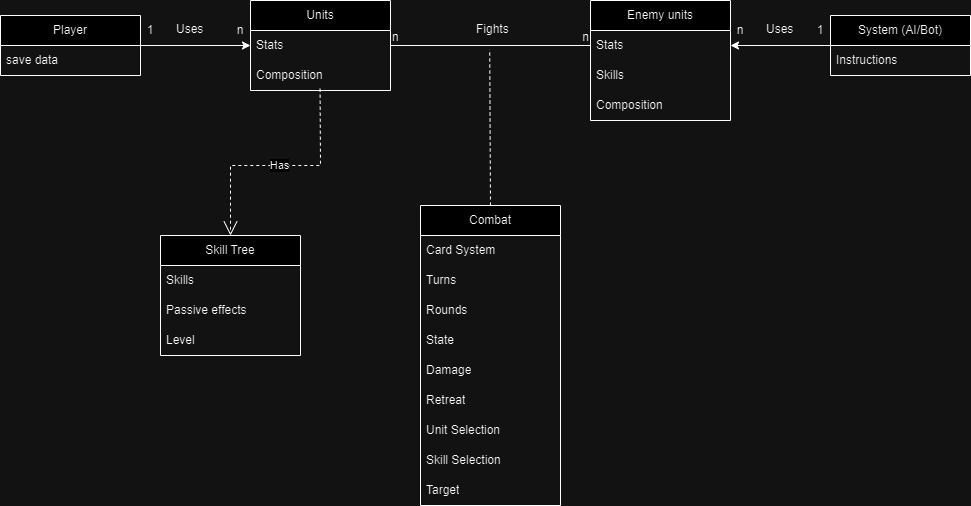 Player
save data
1
Uses
n
Units
Stats
Composition
n
Fights
n
Enemy units
Stats
Skills
Composition
n
Uses
1
System (AI/Bot)
Instructions
Has
Skill Tree
Skills
Passive effects
Level
Combat
Card System
Turns
Rounds
State
Damage
Retreat
Unit Selection
Skill Selection
Target